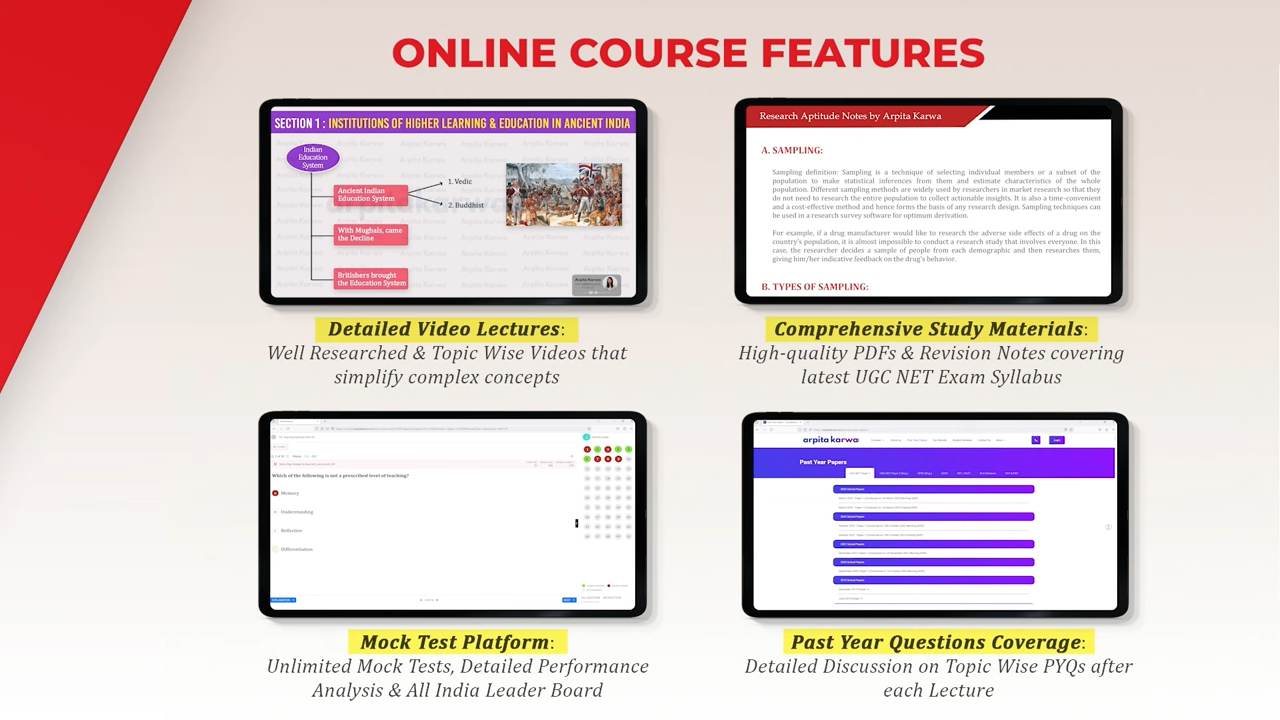 ONLINE COURSE FEATURES
SECTION 1 : INSTITUTIONS OF HIGHER LEARNING & EDUCATION IN ANCIENT INDIA
Indian
Education
System
Ancient Indian
Education System
1. Vedic
2. Buddhist
With Mughals, came
the Decline
Britishers brought
the Education System
Arpita Karwa
Detailed Video Lectures:
Well Researched & Topic Wise Videos that
simplify complex concepts
Research Aptitude Notes by Arpita Karwa
A. SAMPLING:
Sampling definition: Sampling is a technique of selecting individual members or a subset of the
population to make statistical inferences from them and estimate characteristics of the whole
population. Different sampling methods are widely used by researchers in market research so that they
do not need to research the entire population to collect actionable insights. It is also a time-convenient
and a cost-effective method and hence forms the basis of any research design. Sampling techniques can
be used in a research survey software for optimum derivation.
For example, if a drug manufacturer would like to research the adverse side effects of a drug on the
country's population, it is almost impossible to conduct a research study that involves everyone. In this
case, the researcher decides a sample of people from each demographic and then researches them,
giving him/her indicative feedback on the drug's behavior.
B. TYPES OF SAMPLING:
Comprehensive Study Materials:
High-quality PDFs & Revision Notes covering
latest UGC NET Exam Syllabus
Which of the following is not a prescribed level of teaching?
Memory
Understanding
Reflective
Differentiation
Mock Test Platform:
Unlimited Mock Tests, Detailed Performance
Analysis & All India Leader Board
arpita karwa
Past Year Papers
Past Year Questions Coverage:
Detailed Discussion on Topic Wise PYQs after
each Lecture